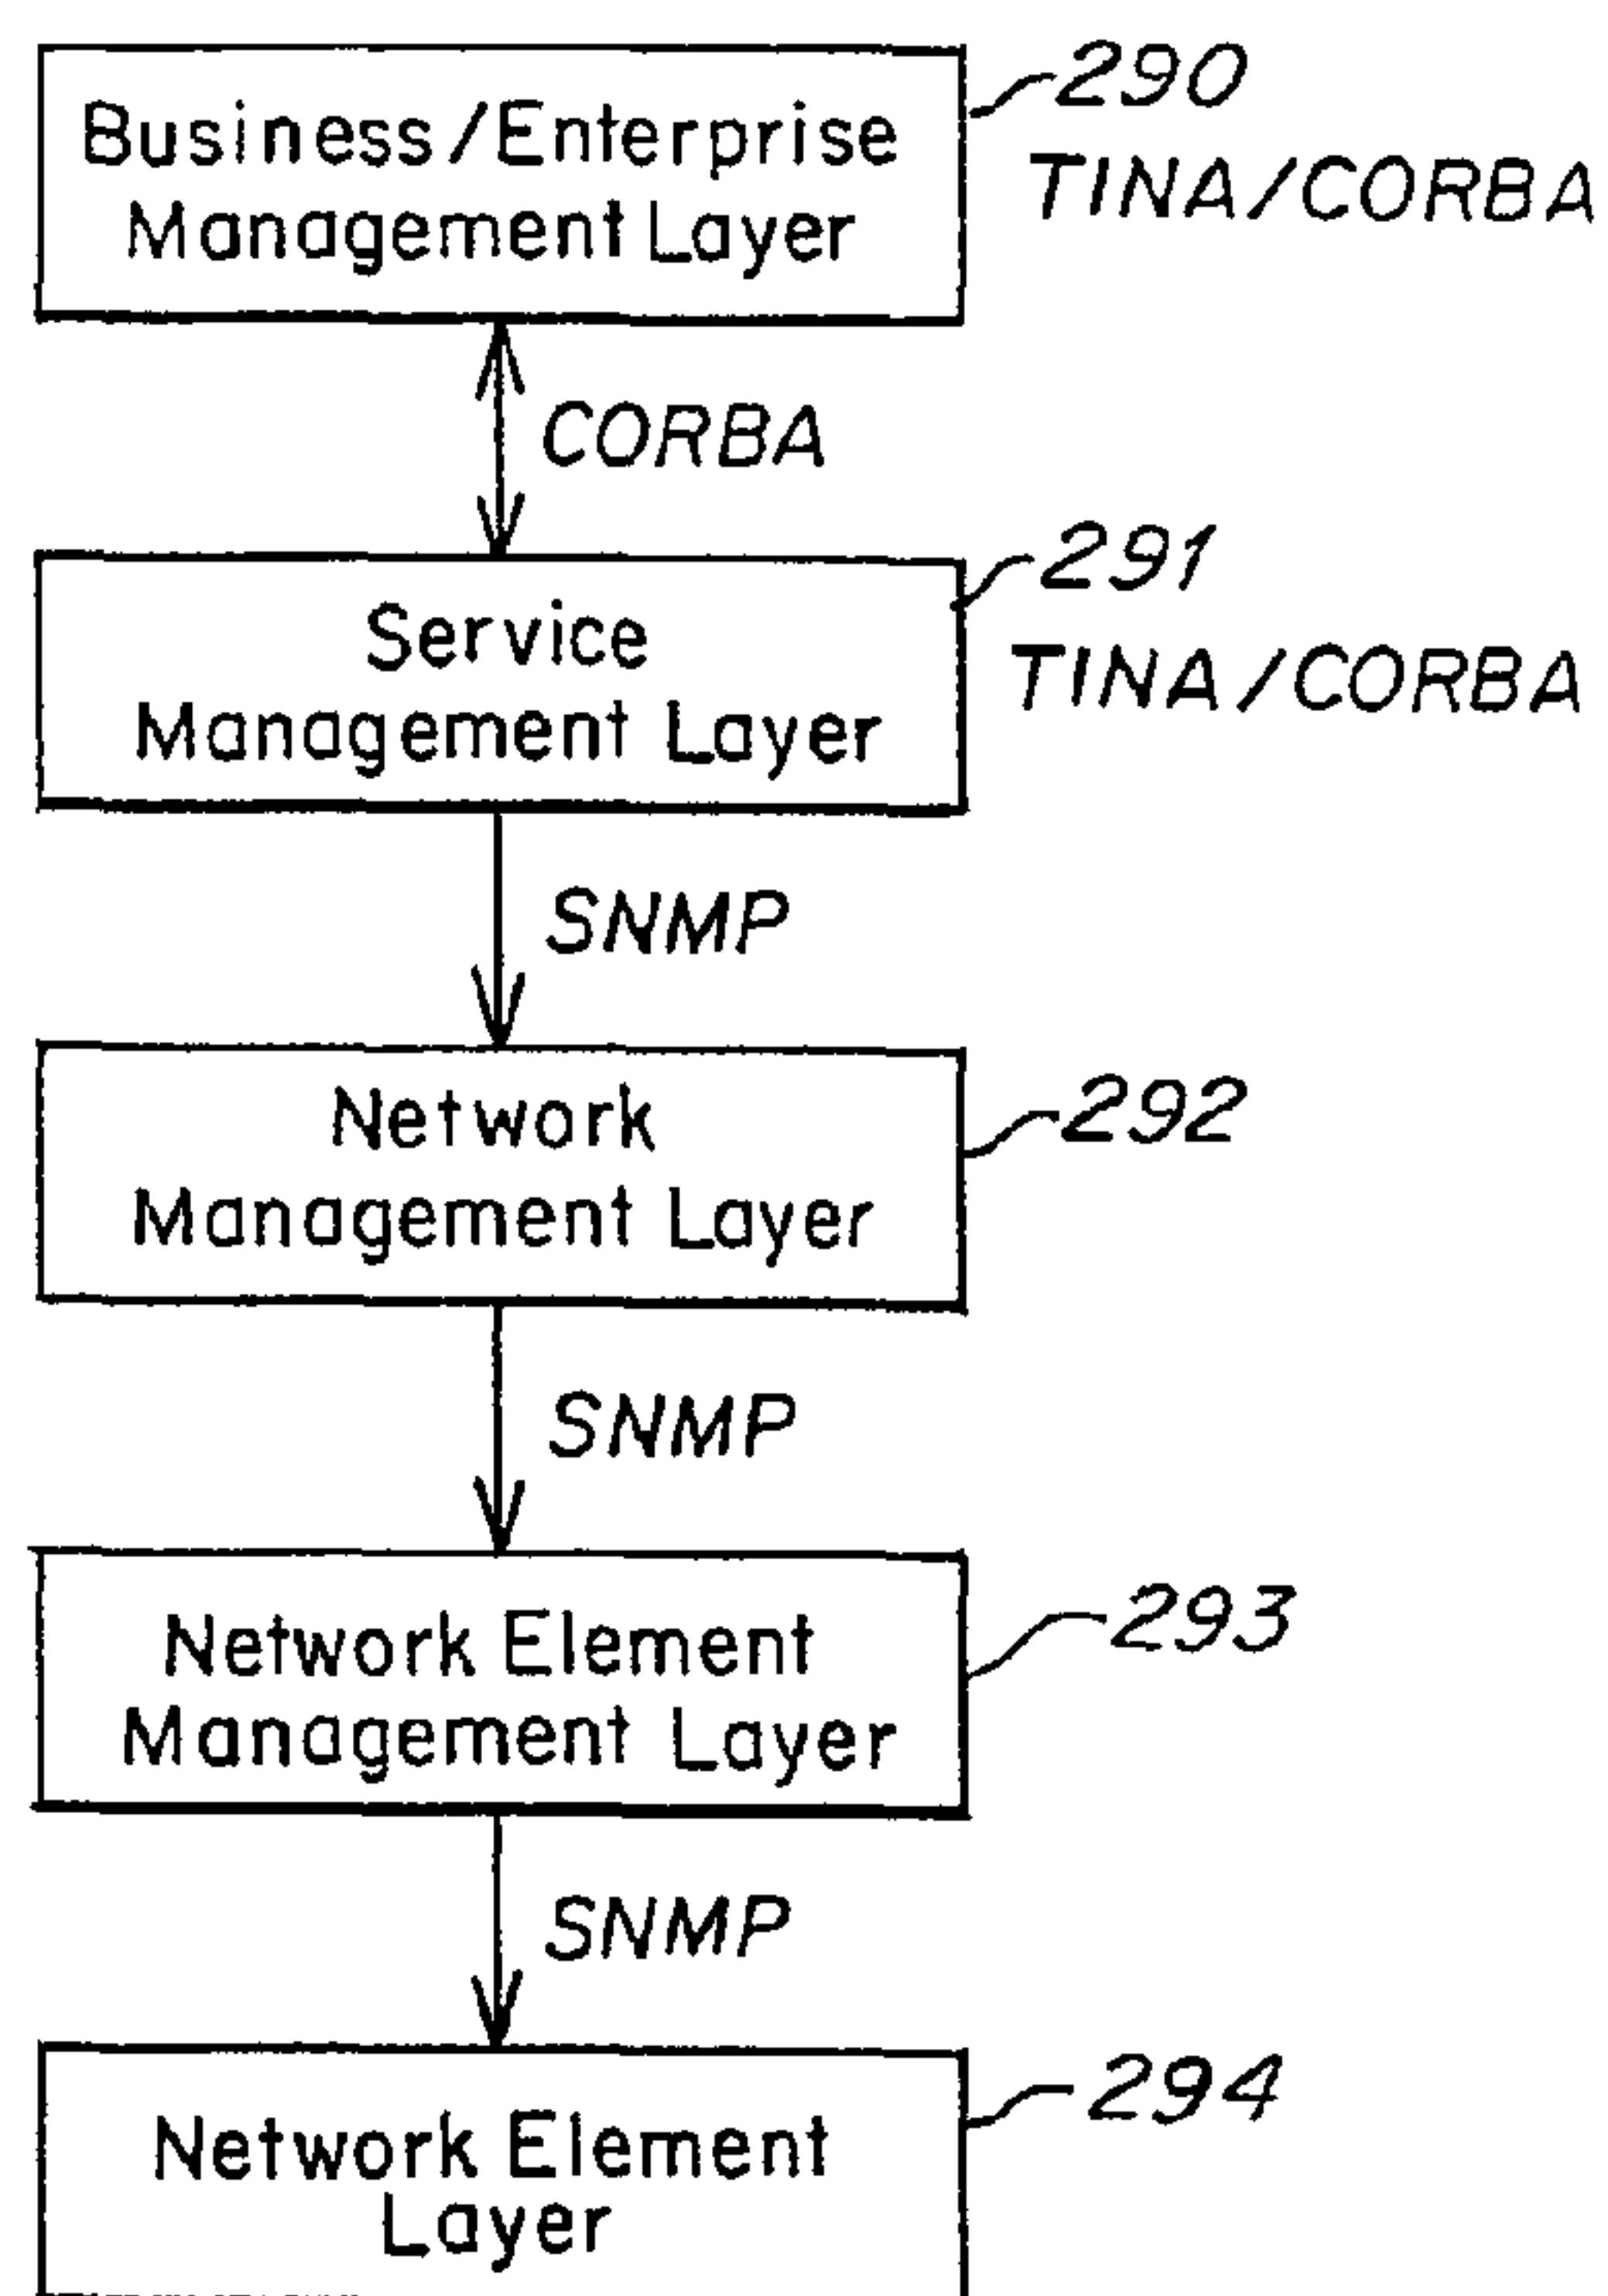 Business/Enterprise
Management Layer
290
TINA/CORBA
CORBA
Service
Management Layer
291
TINA/CORBA
SNMP
Network
Management Layer
292
SNMP
Network Element
Management Layer
293
SNMP
Network Element
Layer
294